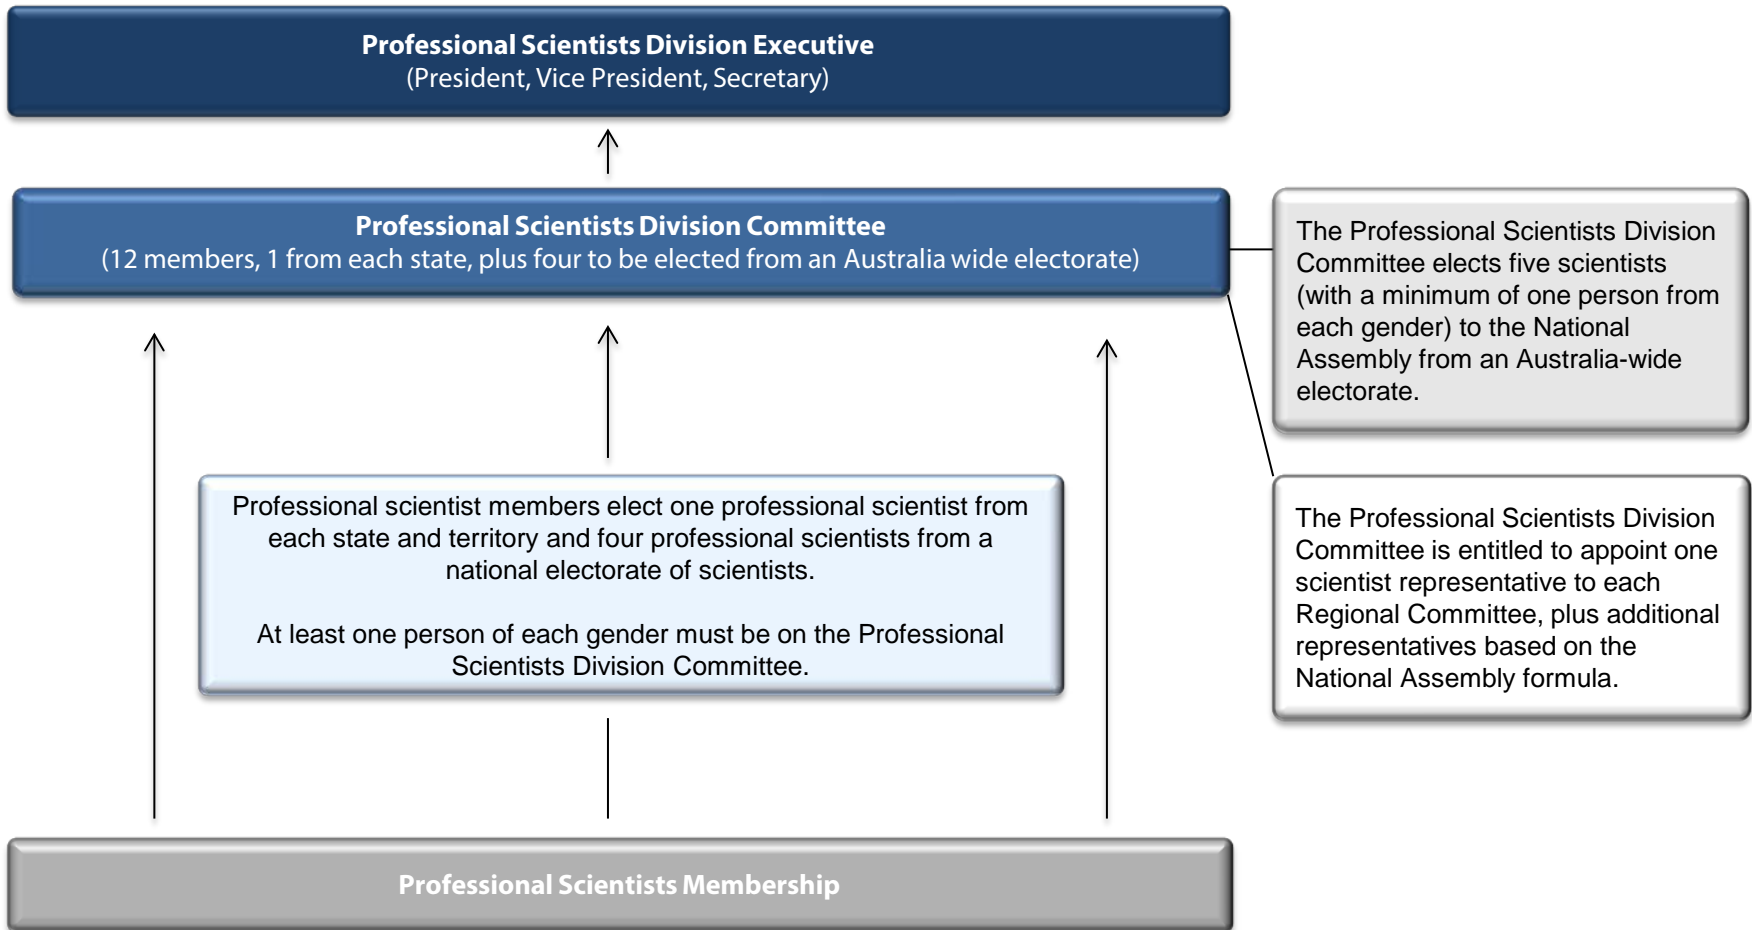 Professional Scientists Division Executive
(President, Vice President, Secretary)
Professional Scientists Division Committee
(12 members, 1 from each state, plus four to be elected from an Australia wide electorate)
The Professional Scientists Division
Committee elects five scientists
(with a minimum of one person from
each gender) to the National
Assembly from an Australia-wide
electorate.
Professional scientist members elect one professional scientist from
each state and territory and four professional scientists from a
national electorate of scientists.
At least one person of each gender must be on the Professional
Scientists Division Committee.
The Professional Scientists Division
Committee is entitled to appoint one
scientist representative to each
Regional Committee, plus additional
representatives based on the
National Assembly formula.
Professional Scientists Membership